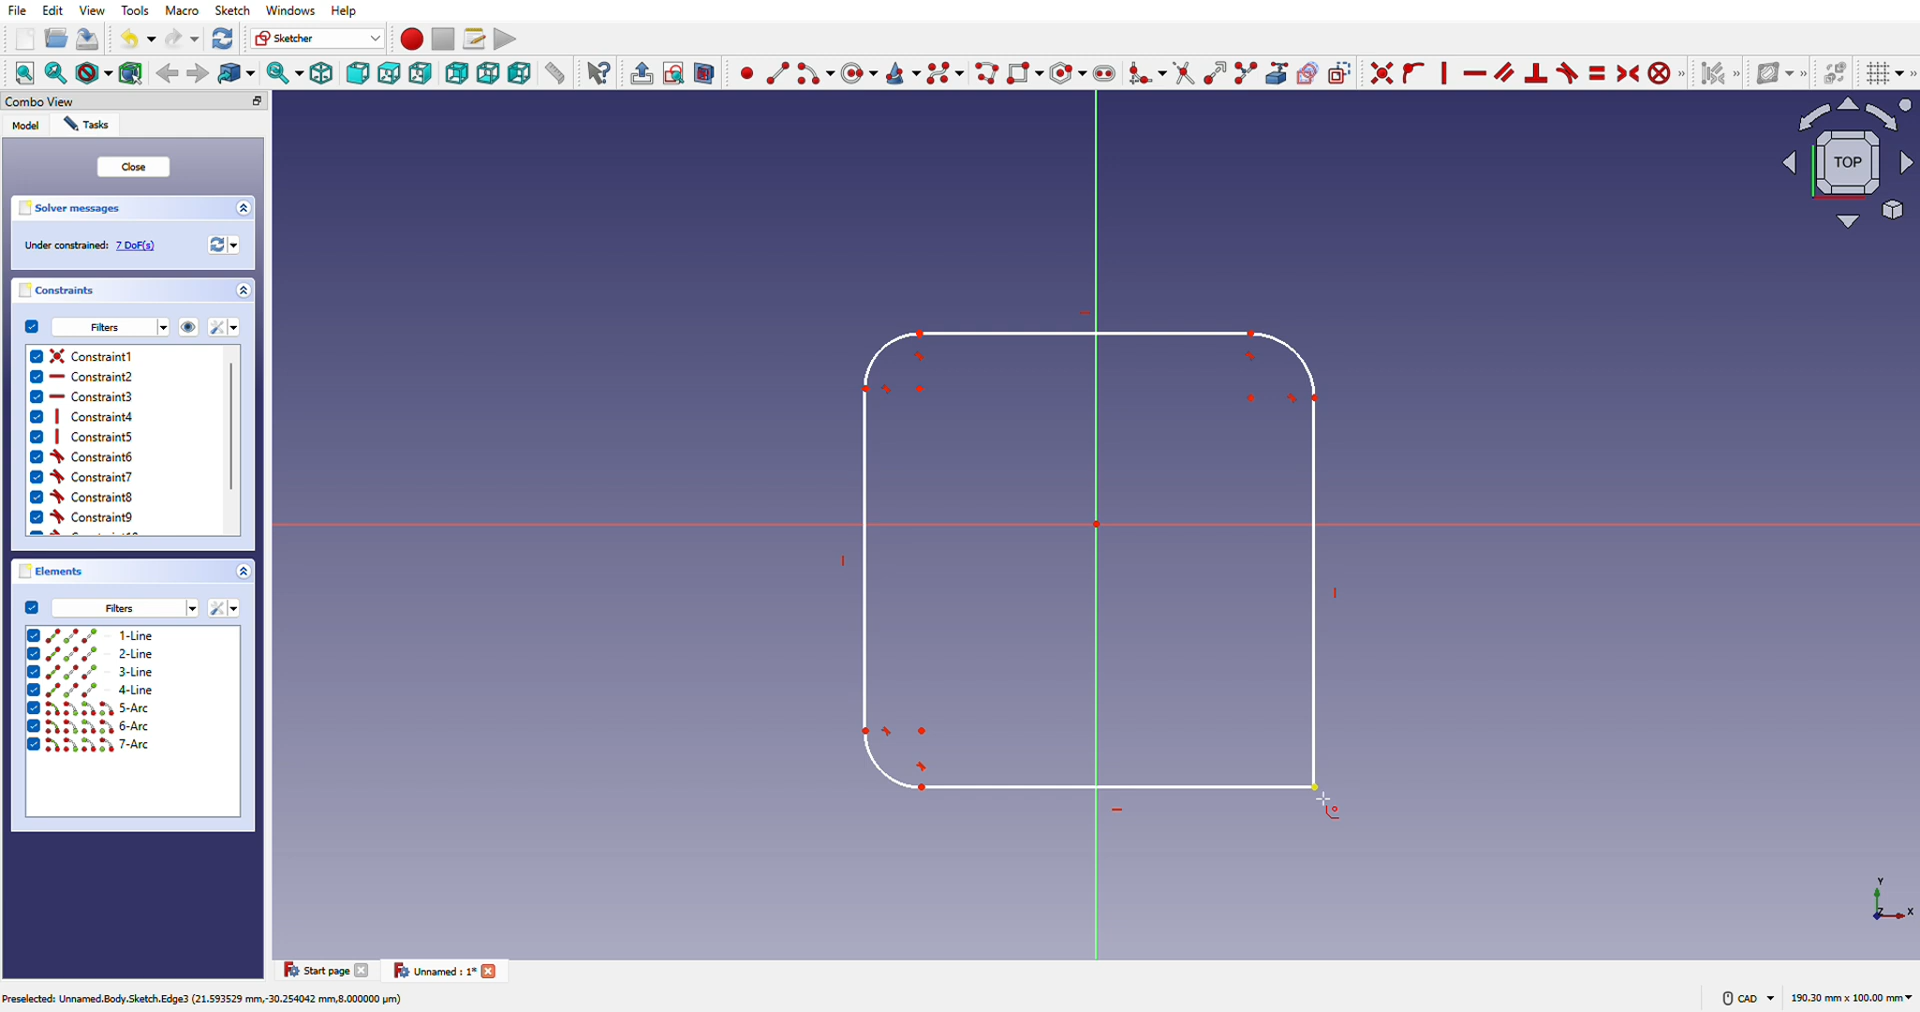 File Edit View Tools Macro Sketch Windows Help
Sketcher
Combo View
Model Tasks
TOP
Close
Solver messages
Under constrained: 7 DoF(s)
Constraints
Filters
Constraint1
Constraint2
Constraint3
Constraint4
Constraint5
Constraint6
Constraint7
Constraint8
Constraint9
Elements
Filters
1-Line
2-Line
3-Line
4-Line
5-Arc
6-Arc
7-Arc
Y
Z X
Start page Unnamed : 1*
Preselected: Unnamed.Body.Sketch.Edge3 (21.593529 mm,-30.254042 mm,8.000000 µm) CAD 190.30 mm x 100.00 mm